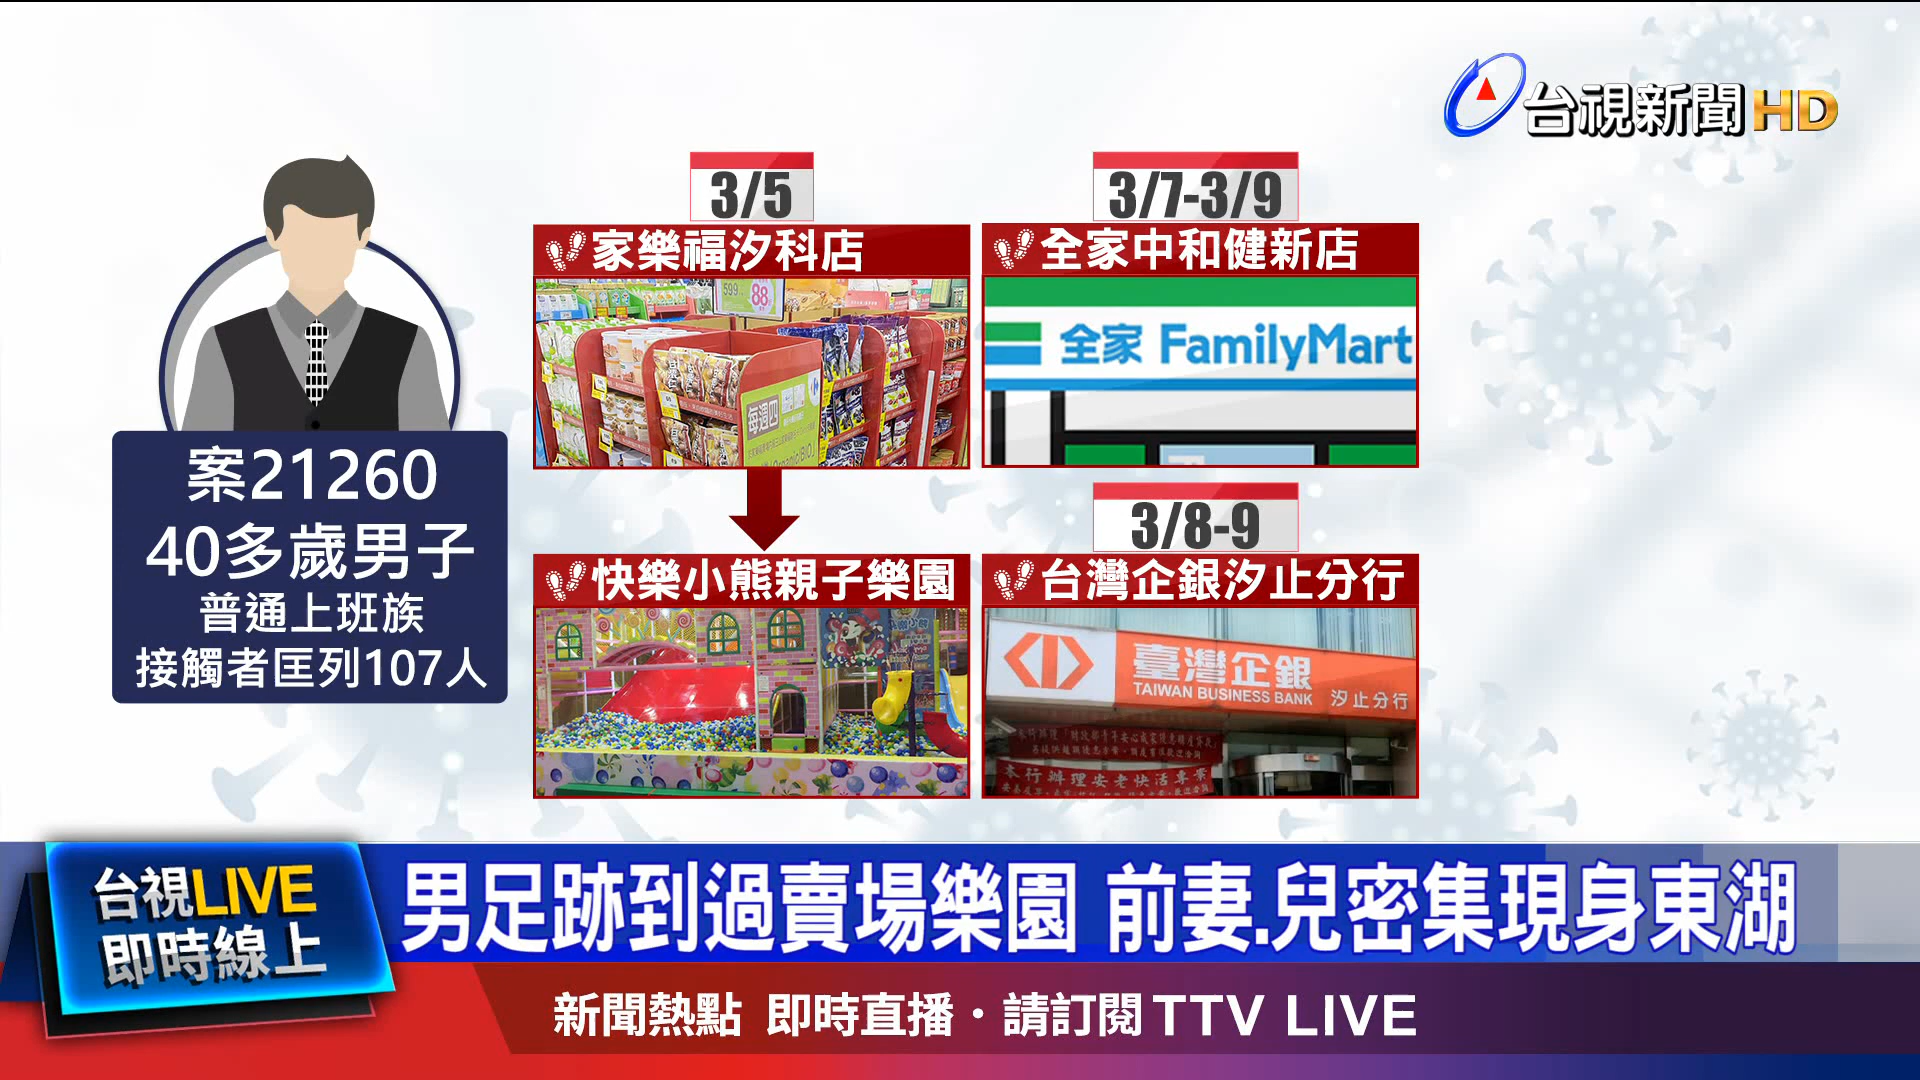 台視新聞HD
3/5
家樂福汐科店
599
88
每週四
3/7-3/9
全家中和健新店
全家 FamilyMart
案21260
40多歲男子
普通上班族
接觸者匡列107人
快樂小熊親子樂園
3/8-9
台灣企銀汐止分行
臺灣企銀
TAIWAN BUSINESS BANK
汐止分行
本行辦理安老快活專案
台視LIVE
即時線上
男足跡到過賣場樂園 前妻.兒密集現身東湖
新聞熱點 即時直播・請訂閱TTV LIVE